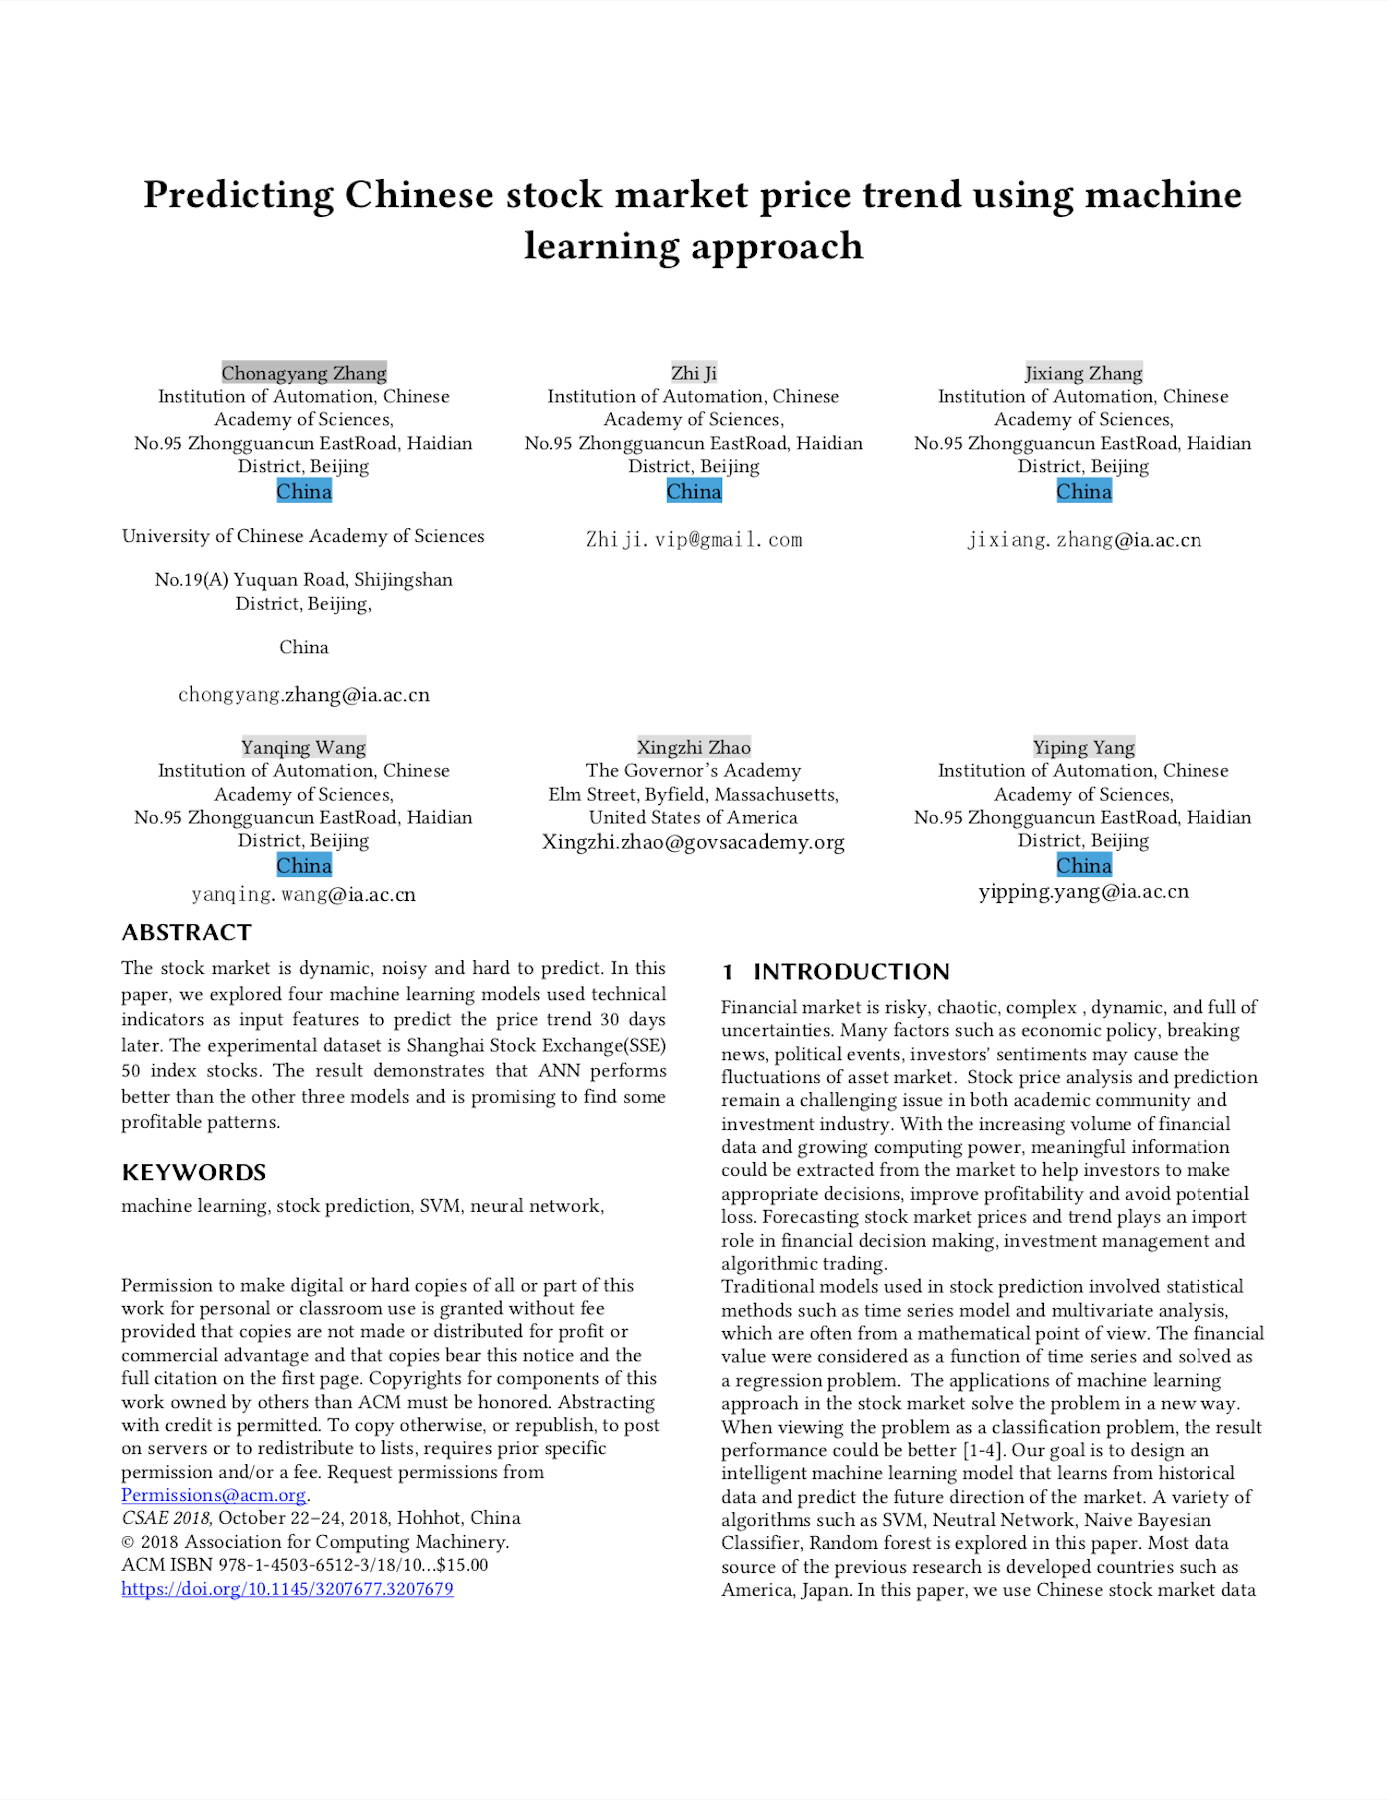 Predicting Chinese stock market price trend using machine
learning approach
Chonagyang Zhang
Institution of Automation, Chinese
Academy of Sciences,
No.95 Zhongguancun EastRoad, Haidian
District, Beijing
China
University of Chinese Academy of Sciences
No.19(A) Yuquan Road, Shijingshan
District, Beijing,
China
chongyang.zhang@ia.ac.cn
Zhi Ji
Institution of Automation, Chinese
Academy of Sciences,
No.95 Zhongguancun EastRoad, Haidian
District, Beijing
China
Zhiji.vip@gmail.com
Jixiang Zhang
Institution of Automation, Chinese
Academy of Sciences,
No.95 Zhongguancun EastRoad, Haidian
District, Beijing
China
jixiang.zhang@ia.ac.cn
Yanqing Wang
Institution of Automation, Chinese
Academy of Sciences,
No.95 Zhongguancun EastRoad, Haidian
District, Beijing
China
yanqing.wang@ia.ac.cn
Xingzhi Zhao
The Governor's Academy
Elm Street, Byfield, Massachusetts,
United States of America
Xingzhi.zhao@govsacademy.org
Yiping Yang
Institution of Automation, Chinese
Academy of Sciences,
No.95 Zhongguancun EastRoad, Haidian
District, Beijing
China
yipping.yang@ia.ac.cn
ABSTRACT
The stock market is dynamic, noisy and hard to predict. In this
paper, we explored four machine learning models used technical
indicators as input features to predict the price trend 30 days
later. The experimental dataset is Shanghai Stock Exchange(SSE)
50 index stocks. The result demonstrates that ANN performs
better than the other three models and is promising to find some
profitable patterns.
KEYWORDS
machine learning, stock prediction, SVM, neural network,
Permission to make digital or hard copies of all or part of this
work for personal or classroom use is granted without fee
provided that copies are not made or distributed for profit or
commercial advantage and that copies bear this notice and the
full citation on the first page. Copyrights for components of this
work owned by others than ACM must be honored. Abstracting
with credit is permitted. To copy otherwise, or republish, to post
on servers or to redistribute to lists, requires prior specific
permission and/or a fee. Request permissions from
Permissions@acm.org.
CSAE 2018, October 22–24, 2018, Hohhot, China
© 2018 Association for Computing Machinery.
ACM ISBN 978-1-4503-6512-3/18/10…$15.00
https://doi.org/10.1145/3207677.3207679
1 INTRODUCTION
Financial market is risky, chaotic, complex , dynamic, and full of
uncertainties. Many factors such as economic policy, breaking
news, political events, investors' sentiments may cause the
fluctuations of asset market. Stock price analysis and prediction
remain a challenging issue in both academic community and
investment industry. With the increasing volume of financial
data and growing computing power, meaningful information
could be extracted from the market to help investors to make
appropriate decisions, improve profitability and avoid potential
loss. Forecasting stock market prices and trend plays an import
role in financial decision making, investment management and
algorithmic trading.
Traditional models used in stock prediction involved statistical
methods such as time series model and multivariate analysis,
which are often from a mathematical point of view. The financial
value were considered as a function of time series and solved as
a regression problem. The applications of machine learning
approach in the stock market solve the problem in a new way.
When viewing the problem as a classification problem, the result
performance could be better [1-4]. Our goal is to design an
intelligent machine learning model that learns from historical
data and predict the future direction of the market. A variety of
algorithms such as SVM, Neutral Network, Naive Bayesian
Classifier, Random forest is explored in this paper. Most data
source of the previous research is developed countries such as
America, Japan. In this paper, we use Chinese stock market data